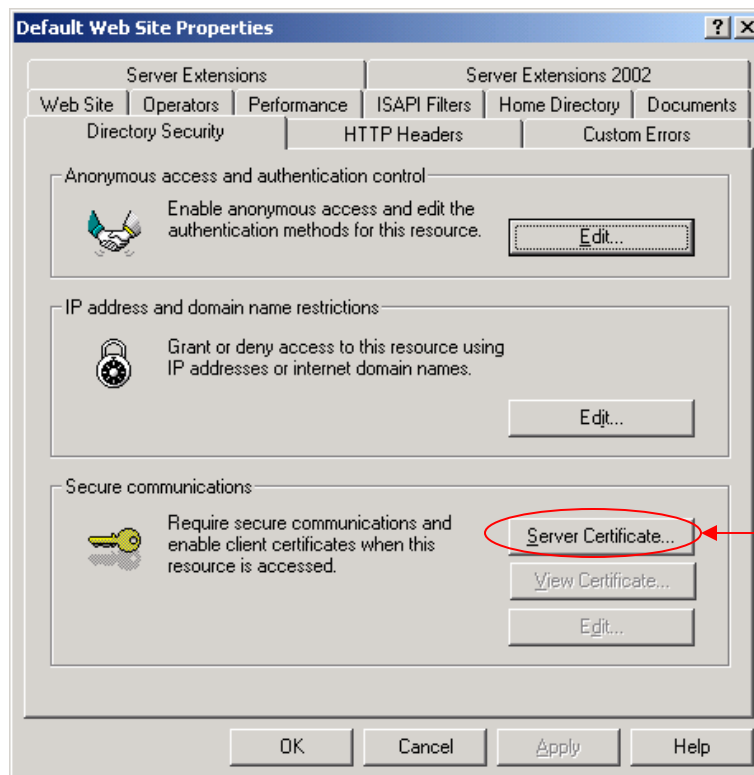 Default Web Site Properties
Server Extensions
Server Extensions 2002
Web Site
Operators
Performance
ISAPI Filters
Home Directory
Documents
Directory Security
HTTP Headers
Custom Errors
Anonymous access and authentication control
Enable anonymous access and edit the
authentication methods for this resource.
Edit...
IP address and domain name restrictions
Grant or deny access to this resource using
IP addresses or internet domain names.
Edit...
Secure communications
Require secure communications and
enable client certificates when this
resource is accessed.
Server Certificate...
View Certificate...
Edit...
OK
Cancel
Apply
Help